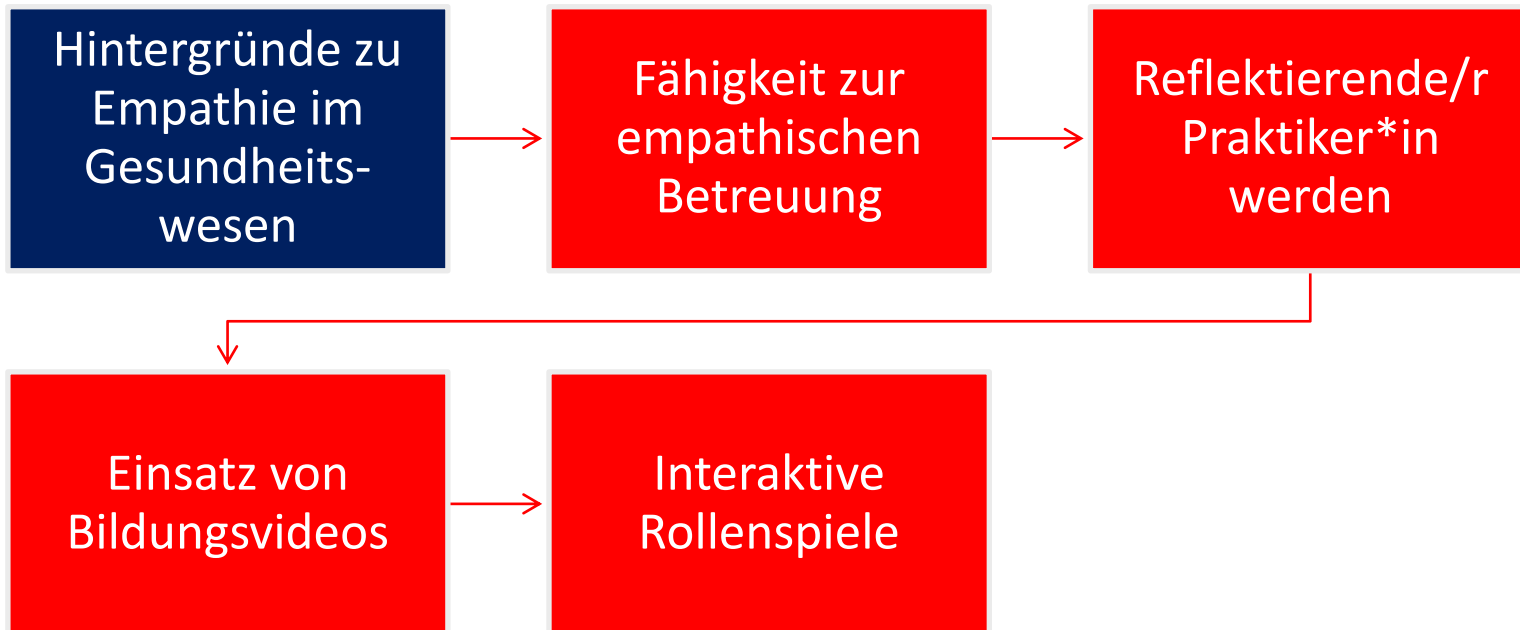 Hintergründe zu
Empathie im
Gesundheits-
wesen
Fähigkeit zur
empathischen
Betreuung
Reflektierende/r
Praktiker*in
werden
Einsatz von
Bildungsvideos
Interaktive
Rollenspiele